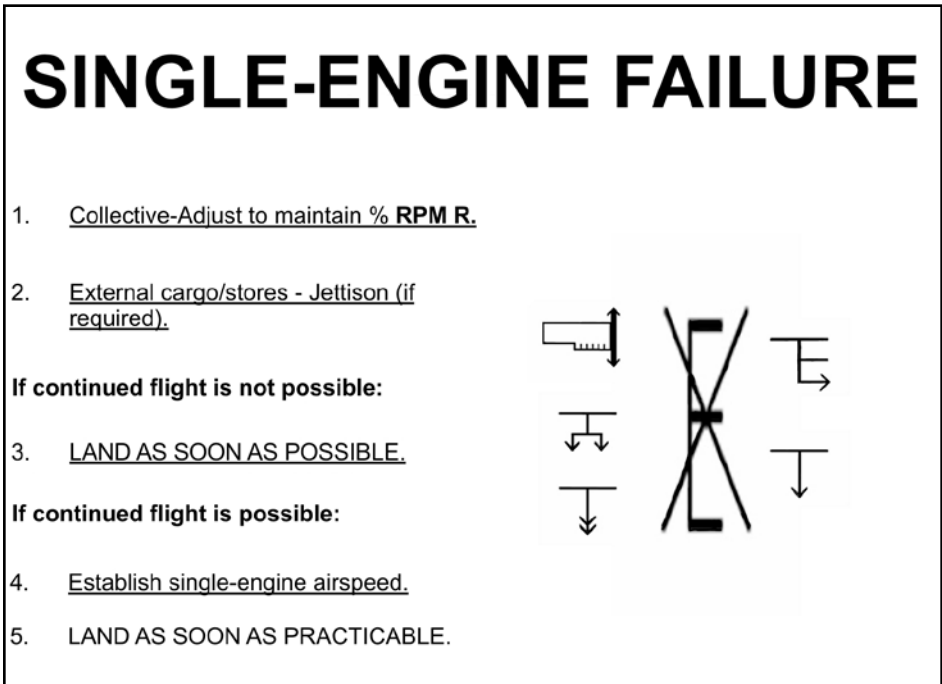 SINGLE-ENGINE FAILURE
1. Collective-Adjust to maintain % RPM R.
2. External cargo/stores - Jettison (if
required).
If continued flight is not possible:
3. LAND AS SOON AS POSSIBLE.
If continued flight is possible:
4. Establish single-engine airspeed.
5. LAND AS SOON AS PRACTICABLE.